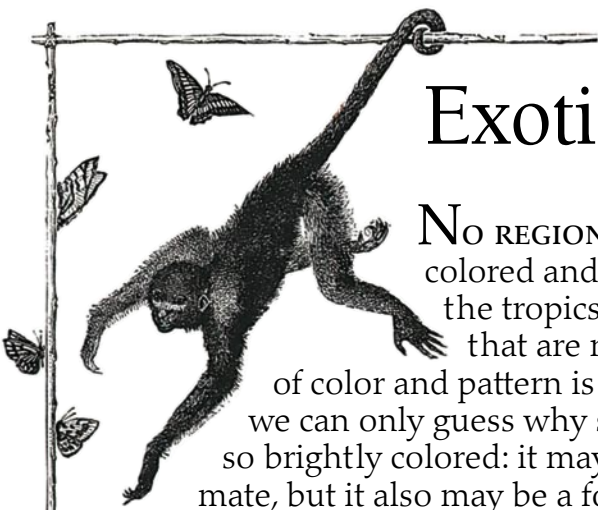 Exoti
No region
colored and
the tropics
that are r
of color and pattern is
we can only guess why s
so brightly colored: it may
mate, but it also may be a fo